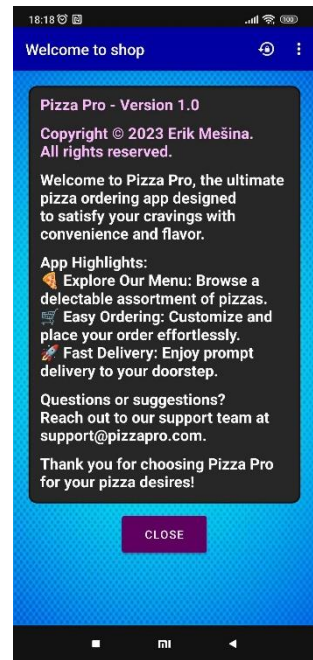 18:18
100
Welcome to shop
Pizza Pro - Version 1.0
Copyright © 2023 Erik Mešina.
All rights reserved.
Welcome to Pizza Pro, the ultimate
pizza ordering app designed
to satisfy your cravings with
convenience and flavor.
App Highlights:
🍕 Explore Our Menu: Browse a
delectable assortment of pizzas.
🛒 Easy Ordering: Customize and
place your order effortlessly.
🚀 Fast Delivery: Enjoy prompt
delivery to your doorstep.
Questions or suggestions?
Reach out to our support team at
support@pizzapro.com.
Thank you for choosing Pizza Pro
for your pizza desires!
CLOSE